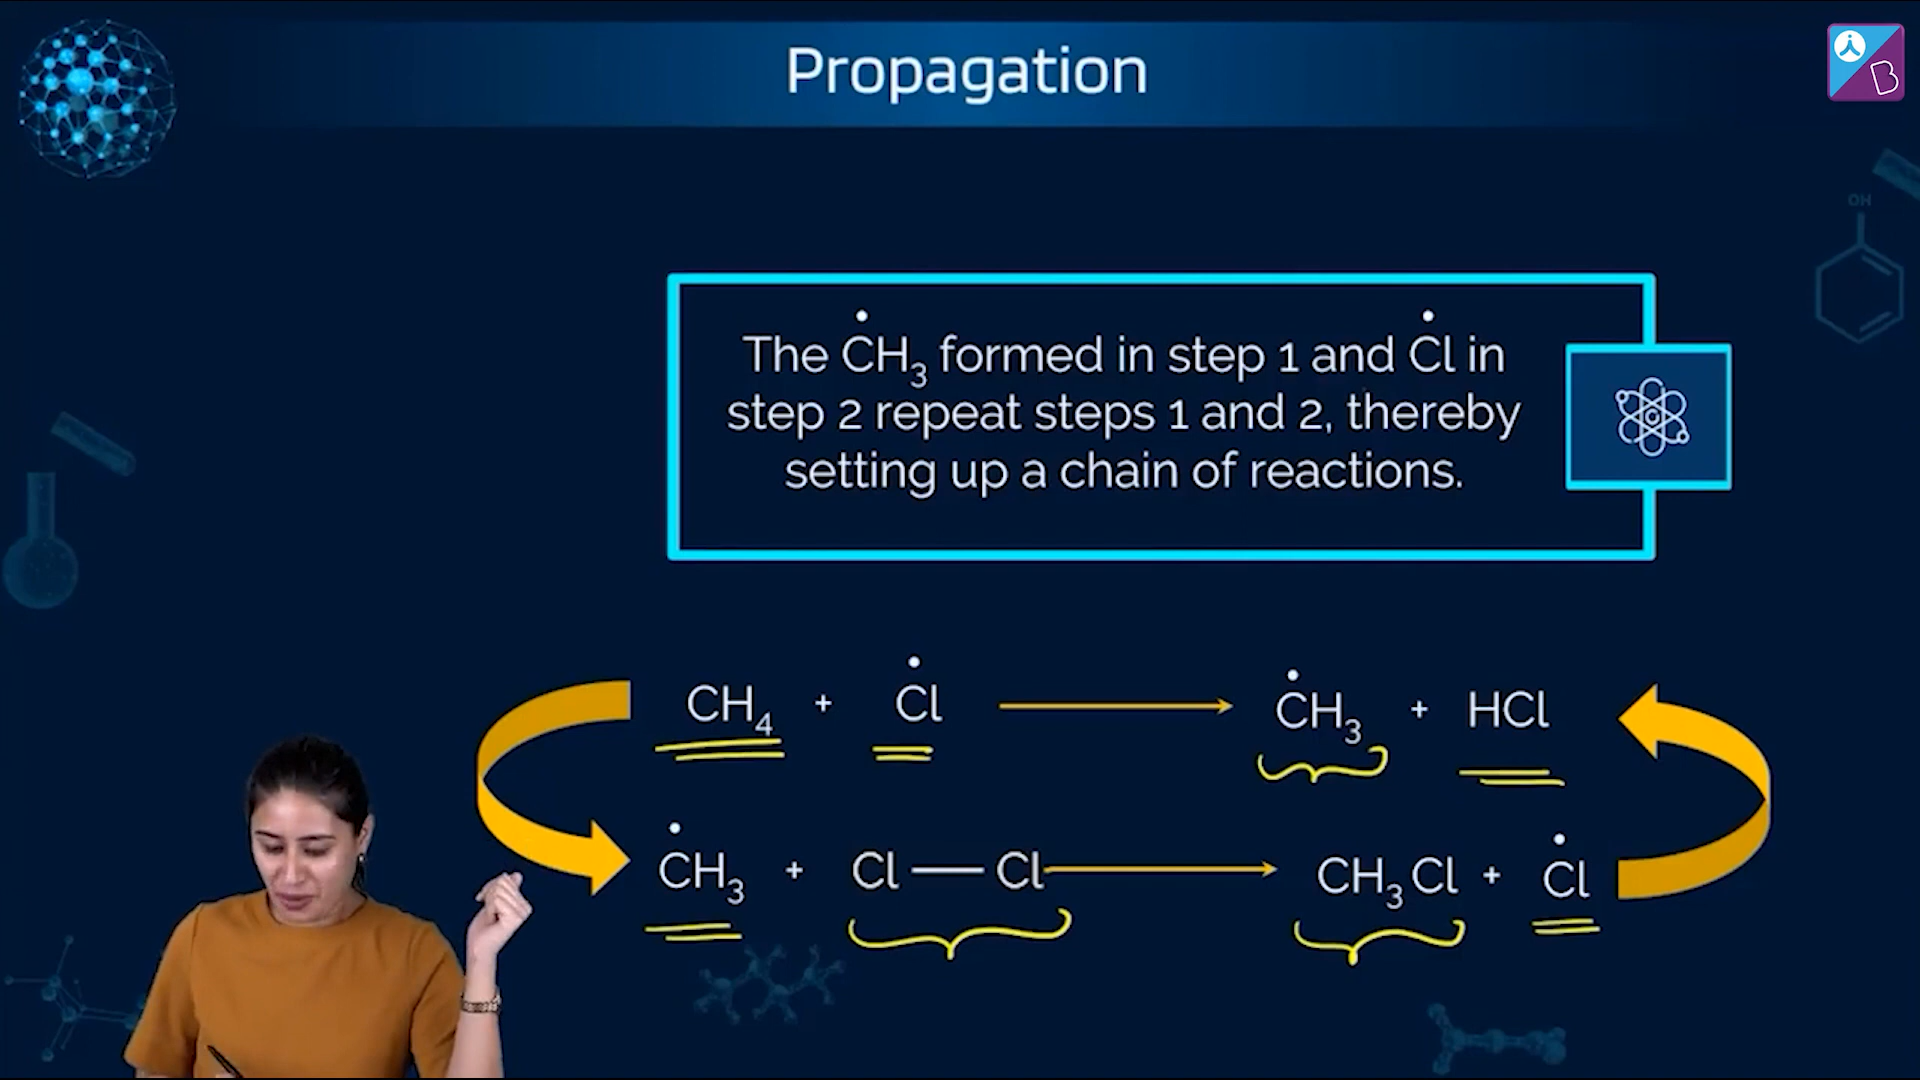 Propagation
B
OH
The ĊH₃ formed in step 1 and Ċl in
step 2 repeat steps 1 and 2, thereby
setting up a chain of reactions.
CH₄ + Ċl ⟶ ĊH₃ + HCl
ĊH₃ + Cl — Cl ⟶ CH₃Cl + Ċl